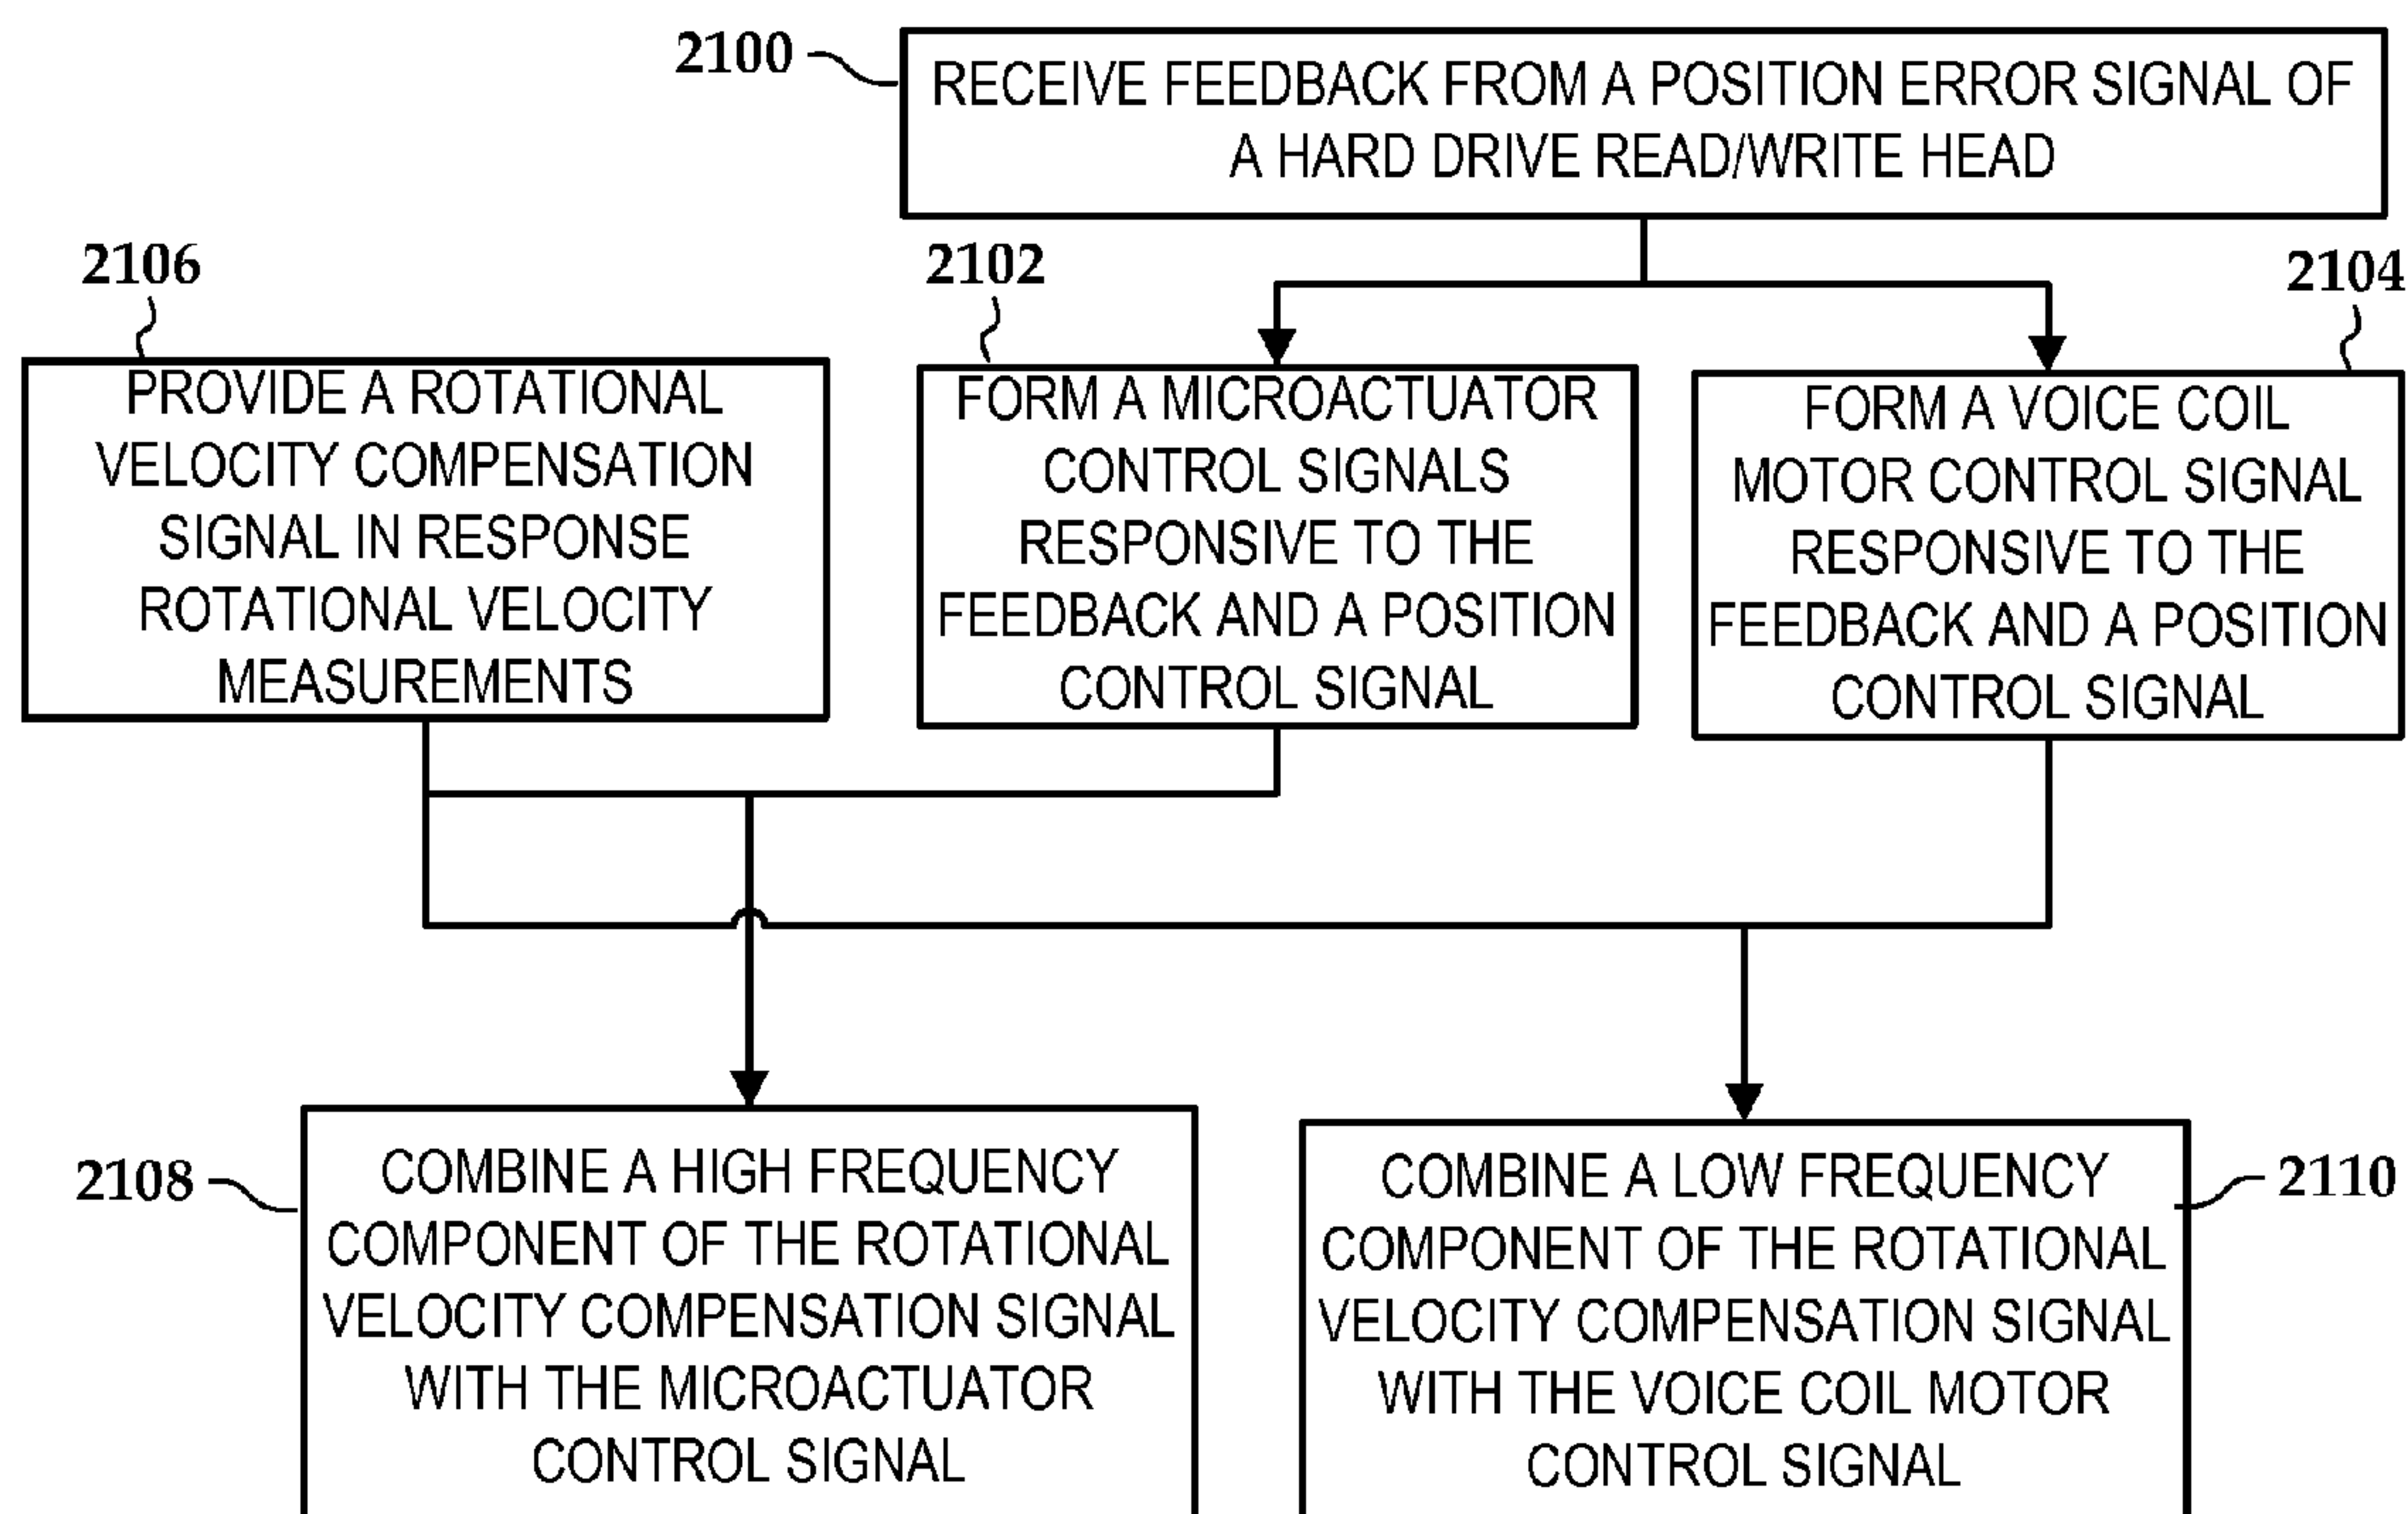 2100
RECEIVE FEEDBACK FROM A POSITION ERROR SIGNAL OF
A HARD DRIVE READ/WRITE HEAD
2106
PROVIDE A ROTATIONAL
VELOCITY COMPENSATION
SIGNAL IN RESPONSE
ROTATIONAL VELOCITY
MEASUREMENTS
2102
FORM A MICROACTUATOR
CONTROL SIGNALS
RESPONSIVE TO THE
FEEDBACK AND A POSITION
CONTROL SIGNAL
2104
FORM A VOICE COIL
MOTOR CONTROL SIGNAL
RESPONSIVE TO THE
FEEDBACK AND A POSITION
CONTROL SIGNAL
2108
COMBINE A HIGH FREQUENCY
COMPONENT OF THE ROTATIONAL
VELOCITY COMPENSATION SIGNAL
WITH THE MICROACTUATOR
CONTROL SIGNAL
2110
COMBINE A LOW FREQUENCY
COMPONENT OF THE ROTATIONAL
VELOCITY COMPENSATION SIGNAL
WITH THE VOICE COIL MOTOR
CONTROL SIGNAL